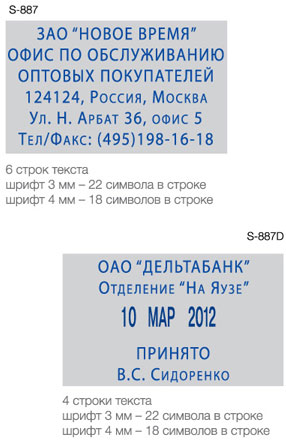 S-887
ЗАО "НОВОЕ ВРЕМЯ"
ОФИС ПО ОБСЛУЖИВАНИЮ
ОПТОВЫХ ПОКУПАТЕЛЕЙ
124124, Россия, Москва
Ул. Н. Арбат 36, офис 5
Тел/Факс: (495)198-16-18
6 строк текста
шрифт 3 мм – 22 символа в строке
шрифт 4 мм – 18 символов в строке
S-887D
ОАО "ДЕЛЬТАБАНК"
Отделение "На Яузе"
10 МАР 2012
ПРИНЯТО
В.С. Сидоренко
4 строки текста
шрифт 3 мм – 22 символа в строке
шрифт 4 мм – 18 символов в строке